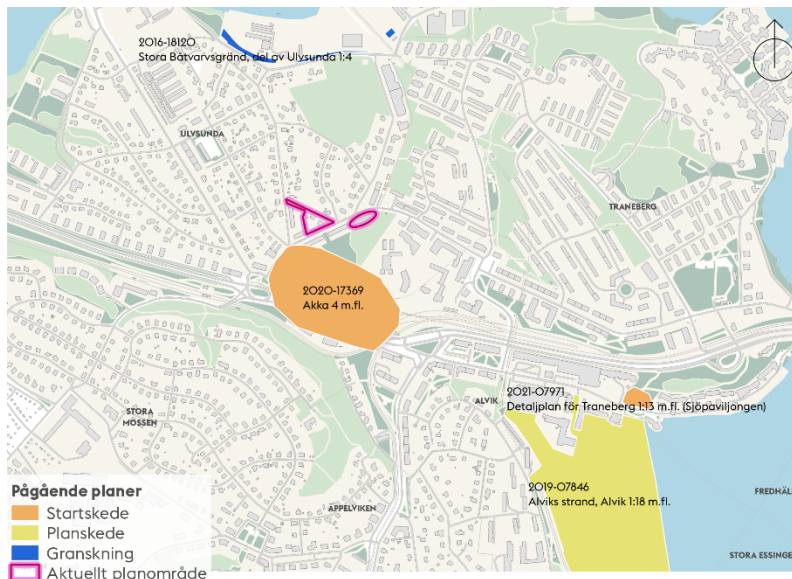 2016-18120
Stora Båtvarvsgränd, del av Ulvsunda 1:4
ULVSUNDA
TRANEBERG
2020-17369
Akka 4 m.fl.
2021-07971
ALVIK
Detaljplan för Traneberg 1:13 m.fl. (Sjöpaviljongen)
STORA
MOSSEN
2019-07846
Alviks strand, Alvik 1:18 m.fl.
FREDHÄL
ÄPPELVIKEN
STORA ESSINGE
Pågående planer
Startskede
Planskede
Granskning
Aktuellt planområde